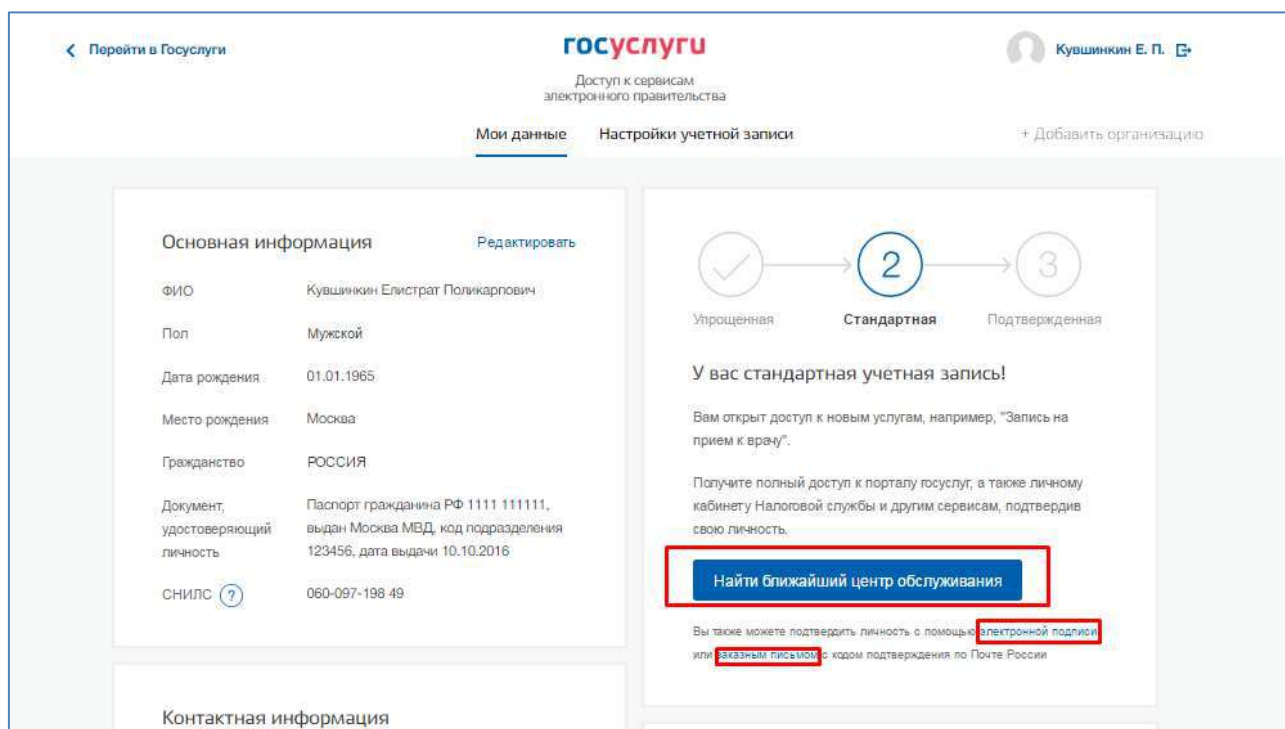 Перейти в Госуслуги
госуслуги
Кувшинкин Е. П.
Доступ к сервисам
электронного правительства
Мои данные
Настройки учетной записи
+ Добавить организацию
Основная информация
Редактировать
ФИО
Кувшинкин Елистрат Поликарпович
Пол
Мужской
Дата рождения
01.01.1965
Место рождения
Москва
Гражданство
РОССИЯ
Документ,
удостоверяющий
личность
Паспорт гражданина РФ 1111 111111,
выдан Москва МВД, код подразделения
123456, дата выдачи 10.10.2016
СНИЛС ?
060-097-198 49
Контактная информация
2
3
Упрощенная
Стандартная
Подтвержденная
У вас стандартная учетная запись!
Вам открыт доступ к новым услугам, например, "Запись на
прием к врачу".
Получите полный доступ к порталу госуслуг, а также личному
кабинету Налоговой службы и другим сервисам, подтвердив
свою личность.
Найти ближайший центр обслуживания
Вы также можете подтвердить личность с помощью электронной подписи
или заказным письмом с кодом подтверждения по Почте России